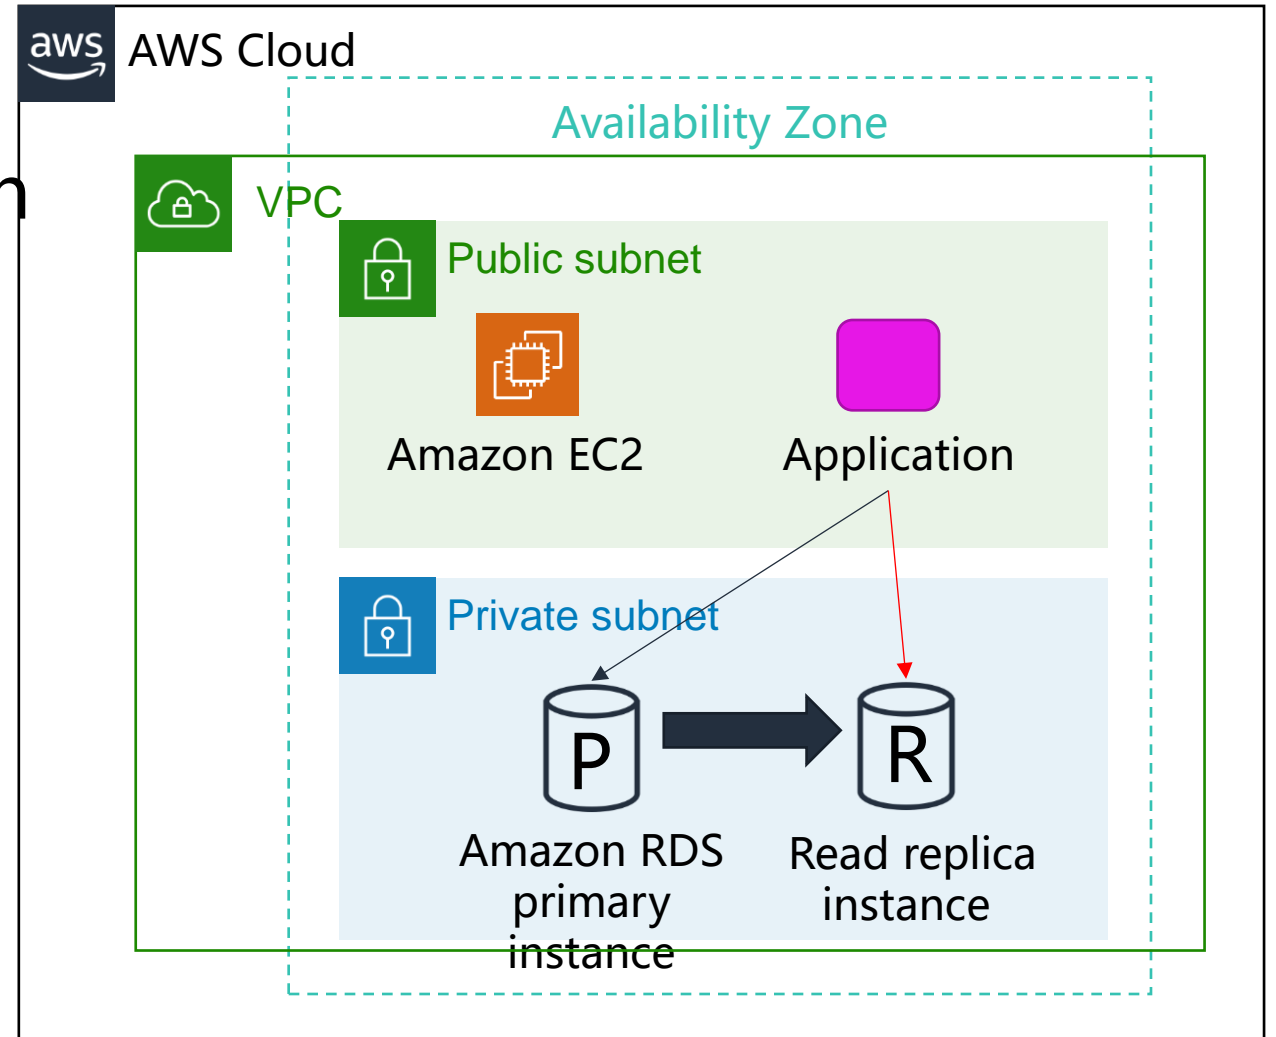 aws
AWS Cloud
Availability Zone
n
VPC
Public subnet
Amazon EC2
Application
Private subnet
P
R
Amazon RDS
primary
instance
Read replica
instance